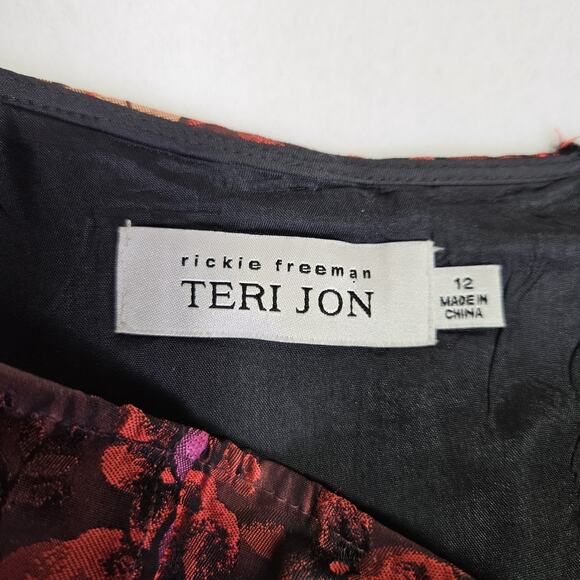 rickie freeman
TERI JON
12
MADE IN
CHINA